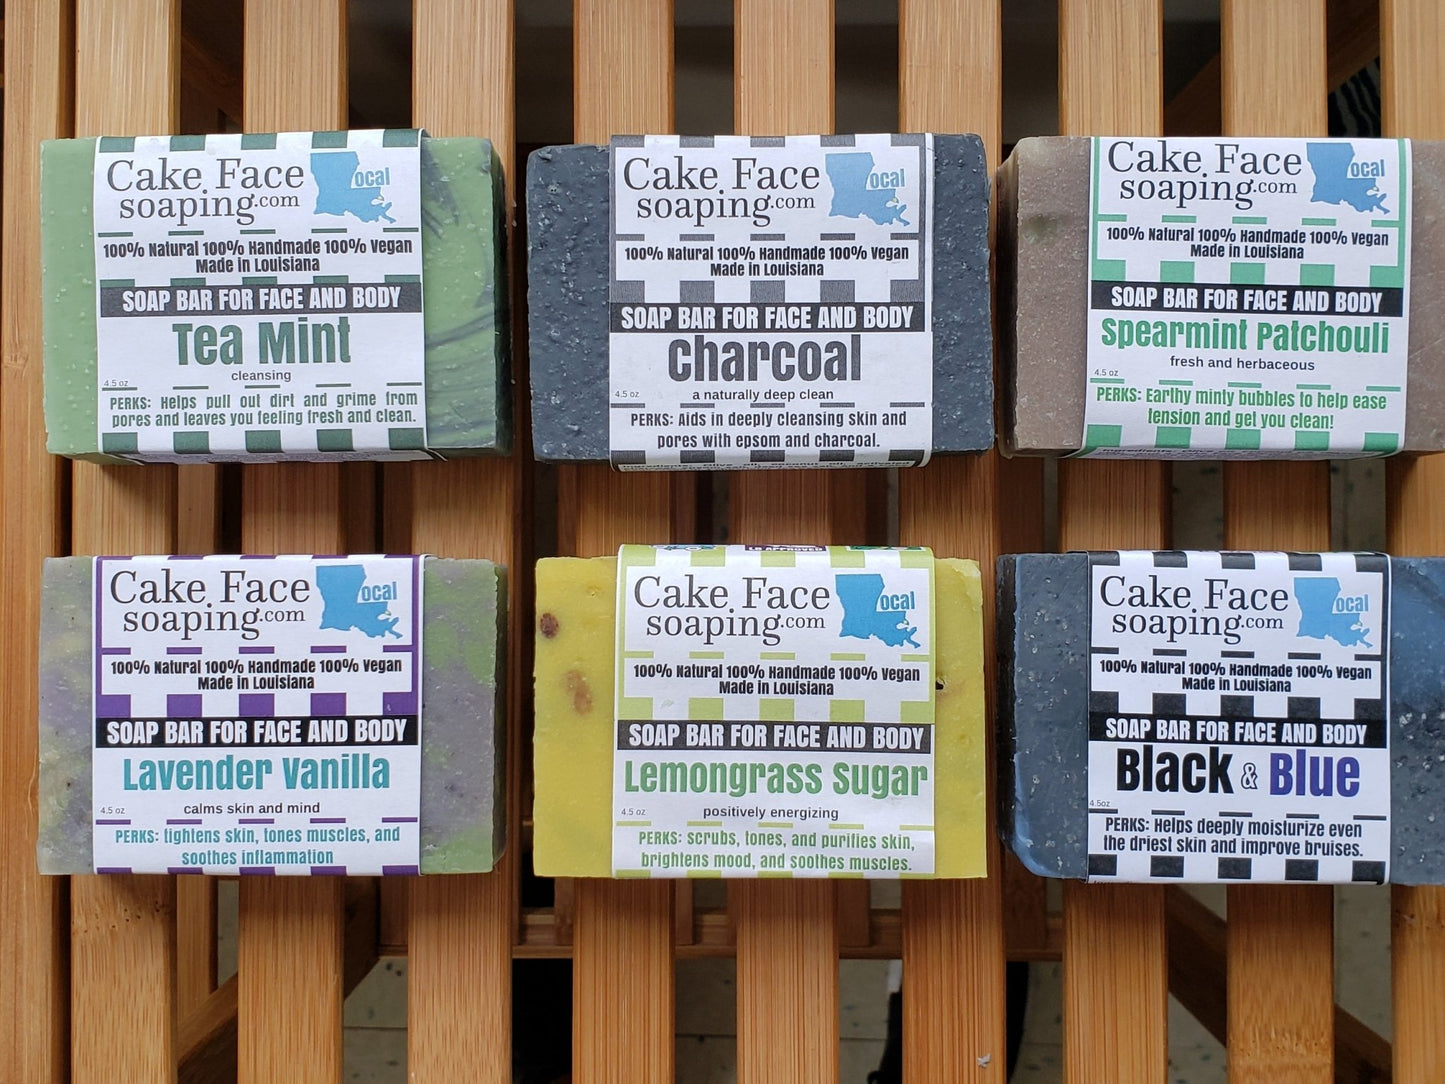 Cake Face
soaping.com
ocal
100% Natural 100% Handmade 100% Vegan
Made in Louisiana
SOAP BAR FOR FACE AND BODY
Tea Mint
cleansing
4.5 oz
PERKS: Helps pull out dirt and grime from
pores and leaves you feeling fresh and clean.
Cake Face
soaping.com
ocal
100% Natural 100% Handmade 100% Vegan
Made in Louisiana
SOAP BAR FOR FACE AND BODY
Charcoal
4.5 oz
a naturally deep clean
PERKS: Aids in deeply cleansing skin and
pores with epsom and charcoal.
Cake Face
soaping.com
ocal
100% Natural 100% Handmade 100% Vegan
Made in Louisiana
SOAP BAR FOR FACE AND BODY
Spearmint Patchouli
fresh and herbaceous
4.5 oz
PERKS: Earthy minty bubbles to help ease
tension and get you clean!
Cake Face
soaping.com
ocal
100% Natural 100% Handmade 100% Vegan
Made in Louisiana
SOAP BAR FOR FACE AND BODY
Lavender Vanilla
4.5 oz
calms skin and mind
PERKS: tightens skin, tones muscles, and
soothes inflammation
LB APPROVED
Cake Face
soaping.com
ocal
100% Natural 100% Handmade 100% Vegan
Made in Louisiana
SOAP BAR FOR FACE AND BODY
Lemongrass Sugar
4.5 oz
positively energizing
PERKS: scrubs, tones, and purifies skin,
brightens mood, and soothes muscles.
Cake Face
soaping.com
ocal
100% Natural 100% Handmade 100% Vegan
Made in Louisiana
SOAP BAR FOR FACE AND BODY
Black & Blue
4.5oz
PERKS: Helps deeply moisturize even
the driest skin and improve bruises.